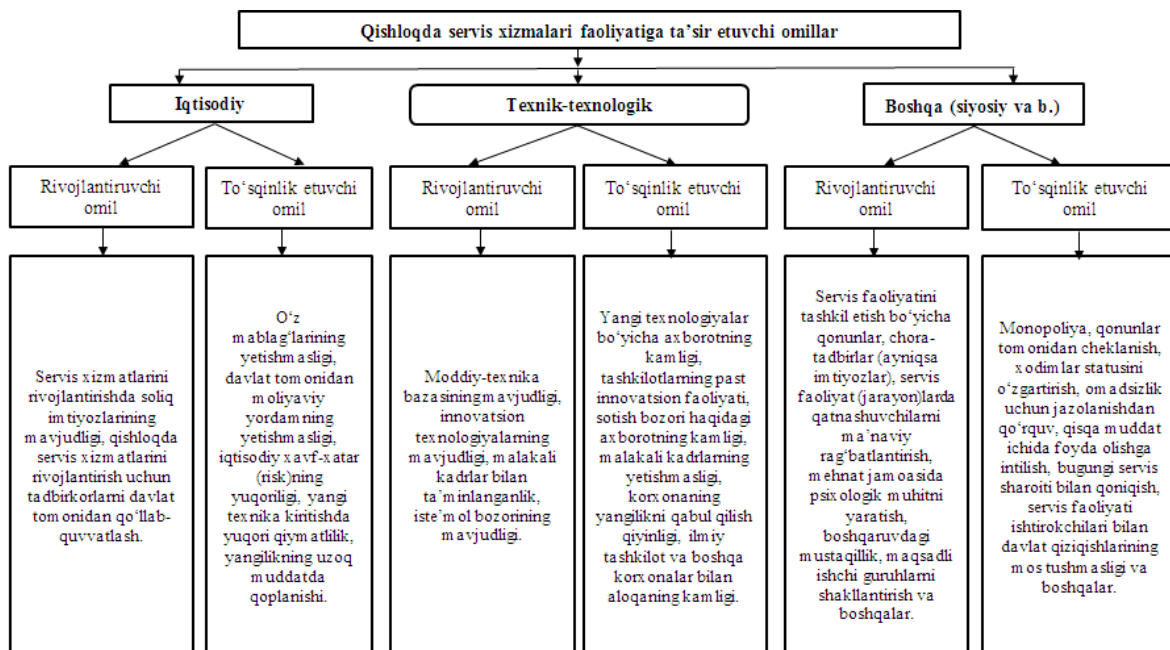 Qishloqda servis xizmalari faoliyatiga ta’sir etuvchi omillar
Iqtisodiy
Texnik-texnologik
Boshqa (siyosiy va b.)
Rivojlantiruvchi
omil
To‘sqinlik etuvchi
omil
Rivojlantiruvchi
omil
To‘sqinlik etuvchi
omil
Rivojlantiruvchi
omil
To‘sqinlik etuvchi
omil
Servis xizmatlarini
rivojlantirishda soliq
imtiyozlarining
mavjudligi, qishloqda
servis xizmatlarini
rivojlantirish uchun
tadbirkorlarni davlat
tomonidan qo‘llab-
quvvatlash.
O‘z
mablag‘larining
yetishmasligi,
davlat tomonidan
moliyaviy
yordamning
yetishmasligi,
iqtisodiy xavf-xatar
(risk)ning
yuqoriligi, yangi
texnika kiritishda
yuqori qiymatlilik,
yangilikning uzoq
muddatda
qoplanishi.
Moddiy-texnika
bazasiningmavjudligi,
innovatsion
texnologiyalarning
mavjudligi, malakali
kadrlar bilan
ta’minlanganlik,
iste’mol bozorining
mavjudligi.
Yangi texnologiyalar
bo‘yicha axborotning
kamligi,
tashkilotlarning past
innovatsion faoliyati,
sotish bozori haqidagi
axborotning kamligi,
malakali kadrlarning
yetishmasligi,
korxonaning
yangilikni qabul qilish
qiyinligi, ilmiy
tashkilot va boshqa
korxonalar bilan
aloqaning kamligi.
Servis faoliyatini
tashkil etish bo‘yicha
qonunlar, chora-
tadbirlar (ayniqsa
imtiyozlar), servis
faoliyat (jarayon)larda
qatnashuvchilarni
ma’naviy
rag‘batlantirish,
mehnat jamoasida
psixologik muhitni
yaratish,
boshqaruvdagi
mustaqillik, maqsadli
ishchi guruhlarni
shakllantirish va
boshqalar.
Monopoliya, qonunlar
tomonidan cheklanish,
xodimlar statusini
o‘zgartirish, omadsizlik
uchun jazolanishdan
qo‘rquv, qisqa muddat
ichida foyda olishga
intilish, bugungi servis
sharoiti bilan qoniqish,
servis faoliyati
ishtirokchilari bilan
davlat qiziqishlarining
mos tushmasligi va
boshqalar.